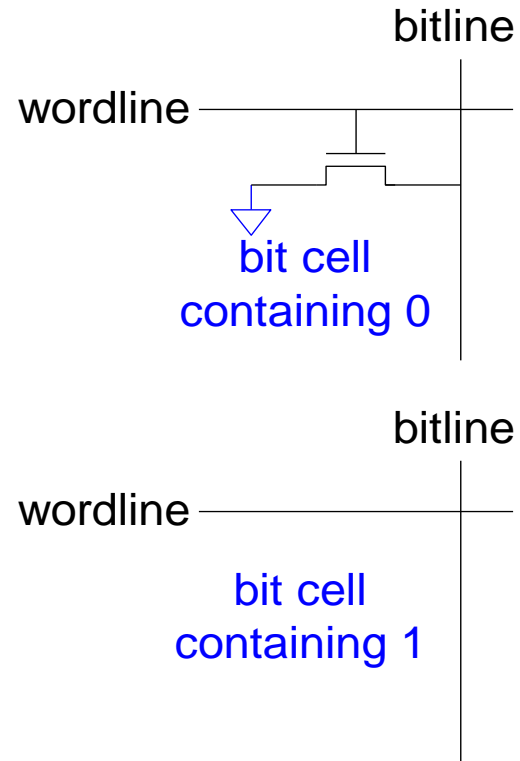 bitline
wordline
bit cell
containing 0
bitline
wordline
bit cell
containing 1